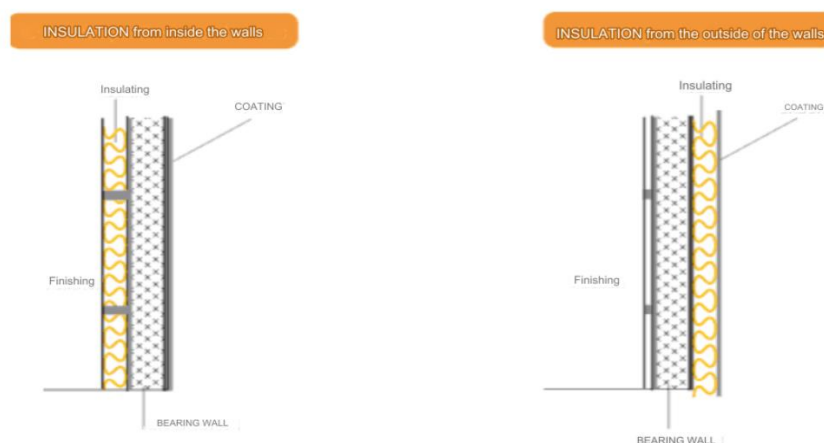 INSULATION from inside the walls
Insulating
COATING
Finishing
BEARING WALL
INSULATION from the outside of the walls
Insulating
COATING
Finishing
BEARING WALL